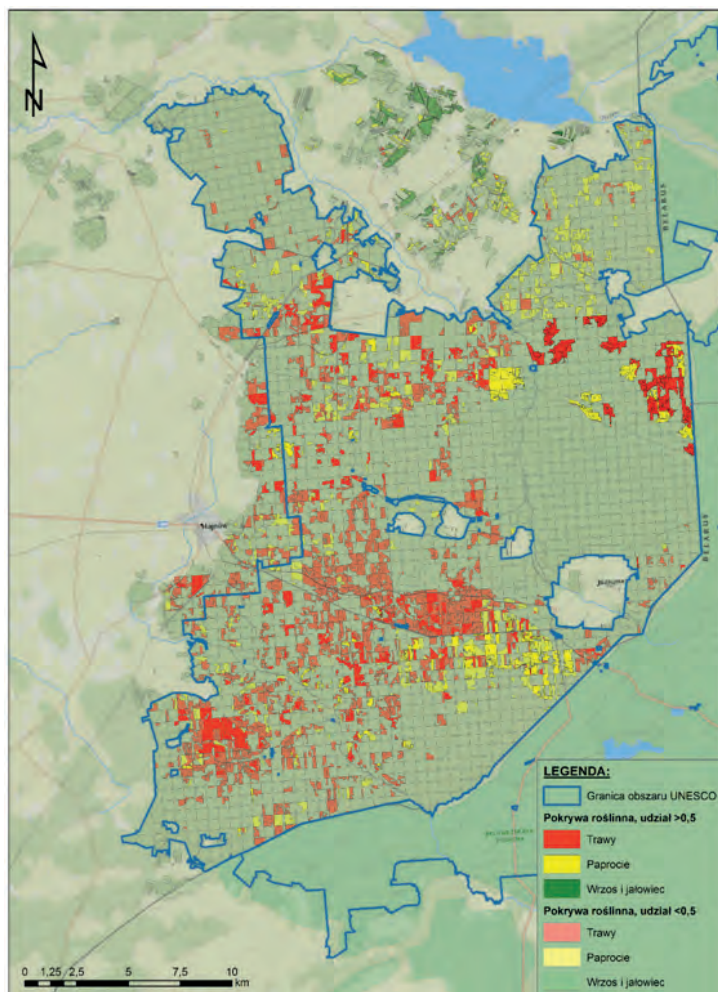 N
BELARUS
Hajnówka
BELARUS
LEGENDA:
Granica obszaru UNESCO
Pokrywa roślinna, udział >0,5
Trawy
Paprocie
Wrzos i jałowiec
Pokrywa roślinna, udział <0,5
Trawy
Paprocie
Wrzos i jałowiec
0 1,25 2,5 5 7,5 10
km